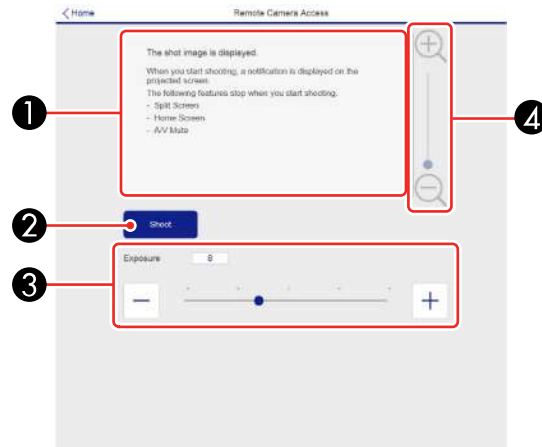 < Home
Remote Camera Access
The shot image is displayed.
When you start shooting, a notification is displayed on the
projected screen.
The following features stop when you start shooting.
- Split Screen
- Home Screen
- A/V Mute
1
4
2
Shoot
Exposure
8
3